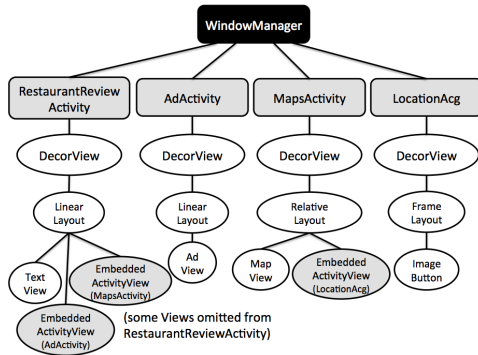 WindowManager
RestaurantReview
Activity
AdActivity
MapsActivity
LocationAcg
DecorView
DecorView
DecorView
DecorView
Linear
Layout
Linear
Layout
Relative
Layout
Frame
Layout
Text
View
Embedded
ActivityView
(MapsActivity)
Ad
View
Map
View
Embedded
ActivityView
(LocationAcg)
Image
Button
Embedded
ActivityView
(AdActivity)
(some Views omitted from
RestaurantReviewActivity)